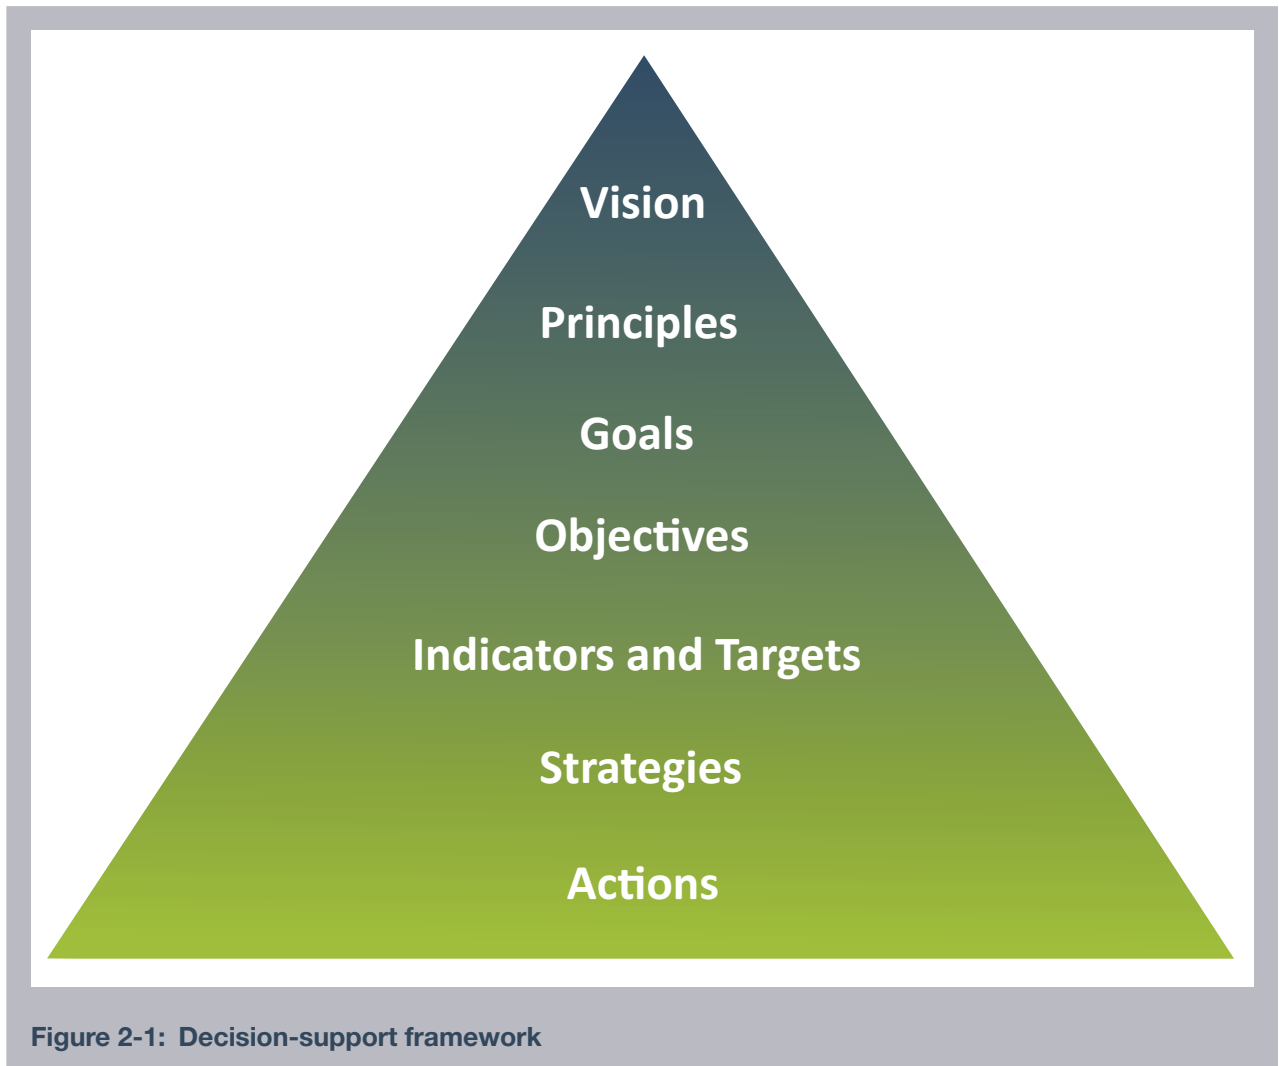 Vision
Principles
Goals
Objectives
Indicators and Targets
Strategies
Actions
Figure 2-1: Decision-support framework